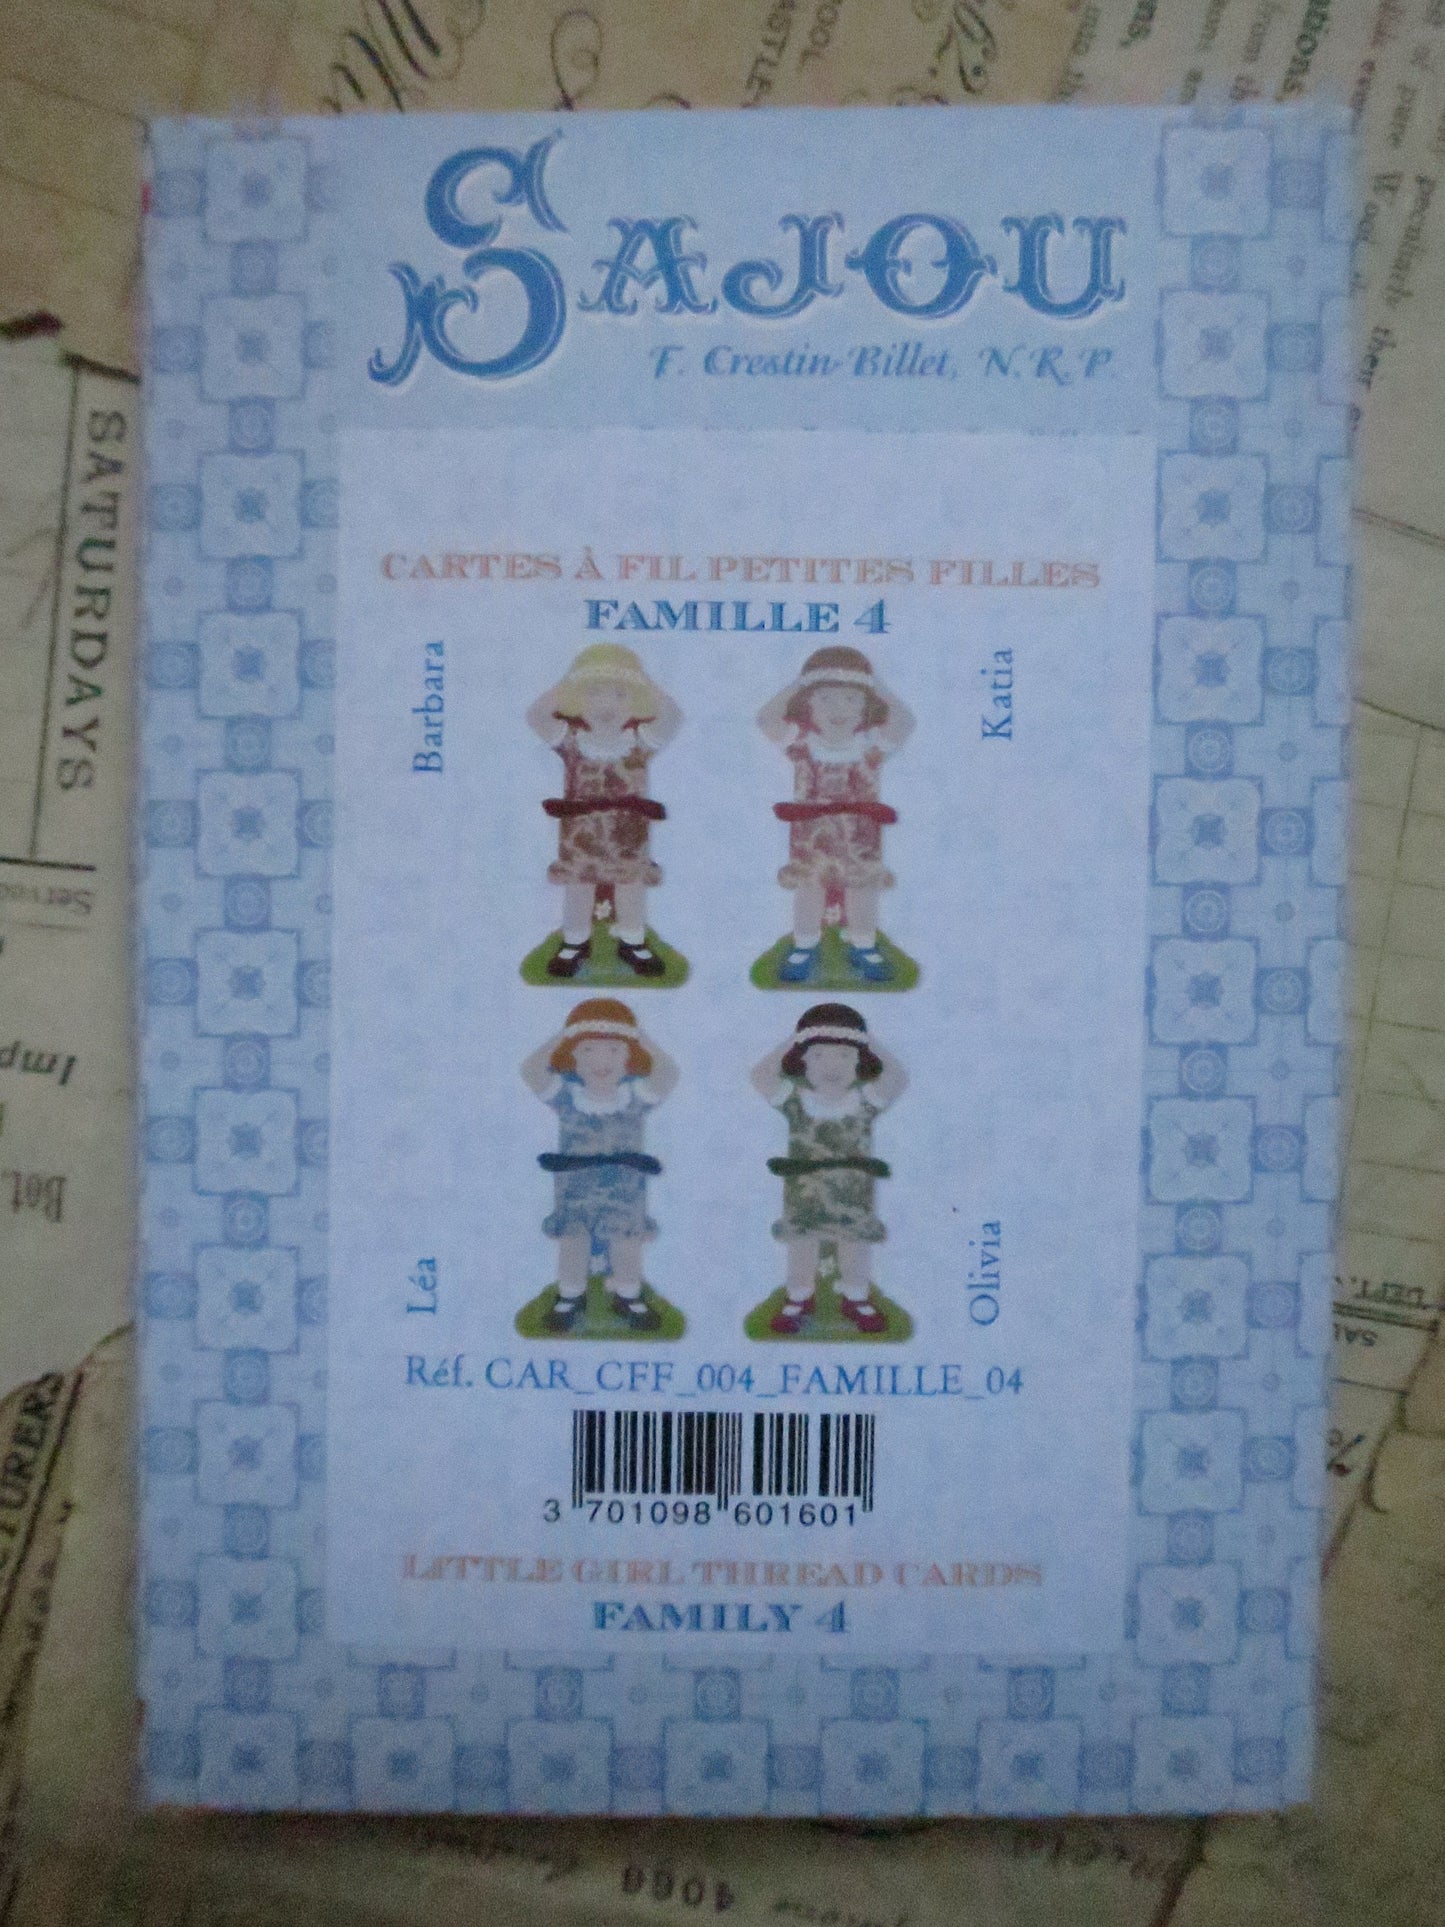 SAJOU
F. Crestin-Billet, N.R.P.
CARTES À FIL PETITES FILLES
FAMILLE 4
Barbara
Katia
Léa
Olivia
Réf. CAR_CFF_004_FAMILLE_04
3 701098 601601
LITTLE GIRL THREAD CARDS
FAMILY 4
SATURDAYS